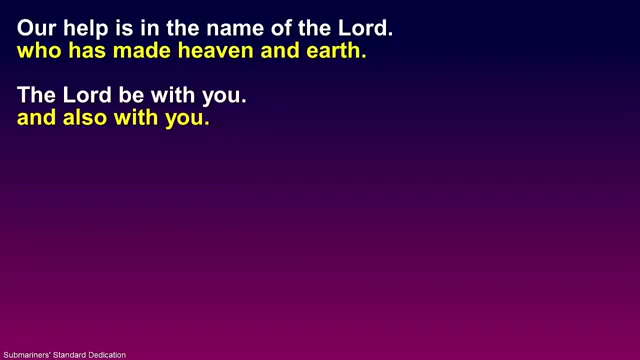 Our help is in the name of the Lord.
who has made heaven and earth.
The Lord be with you.
and also with you.
Submariners' Standard Dedication